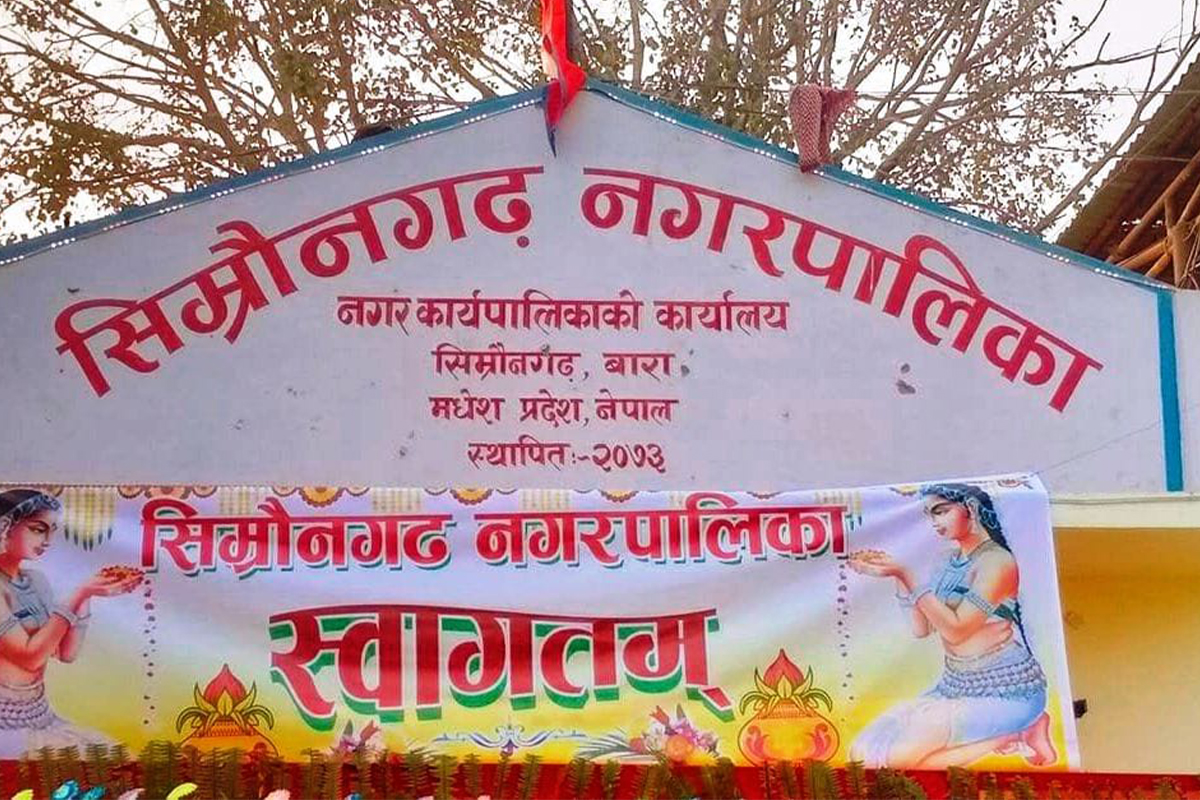 सिम्रौनगढ़ नगरपालिका
नगर कार्यपालिकाको कार्यालय
सिम्रौनगढ़, बारा
मधेश प्रदेश, नेपाल
स्थापित:-२०७३
सिम्रौनगढ नगरपालिका
स्वागतम्